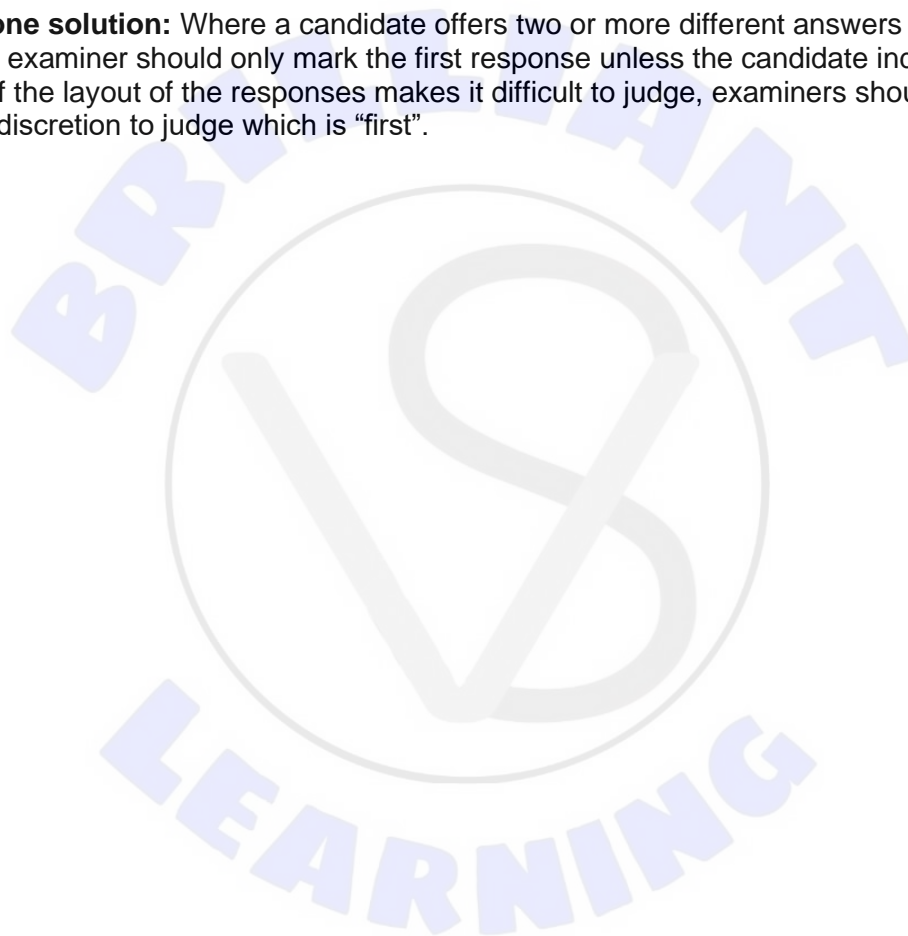 one solution: Where a candidate offers two or more different answers
examiner should only mark the first response unless the candidate
f the layout of the responses makes it difficult to judge, examiners
discretion to judge which is “first”.
BRILLIANT
VS
LEARNING